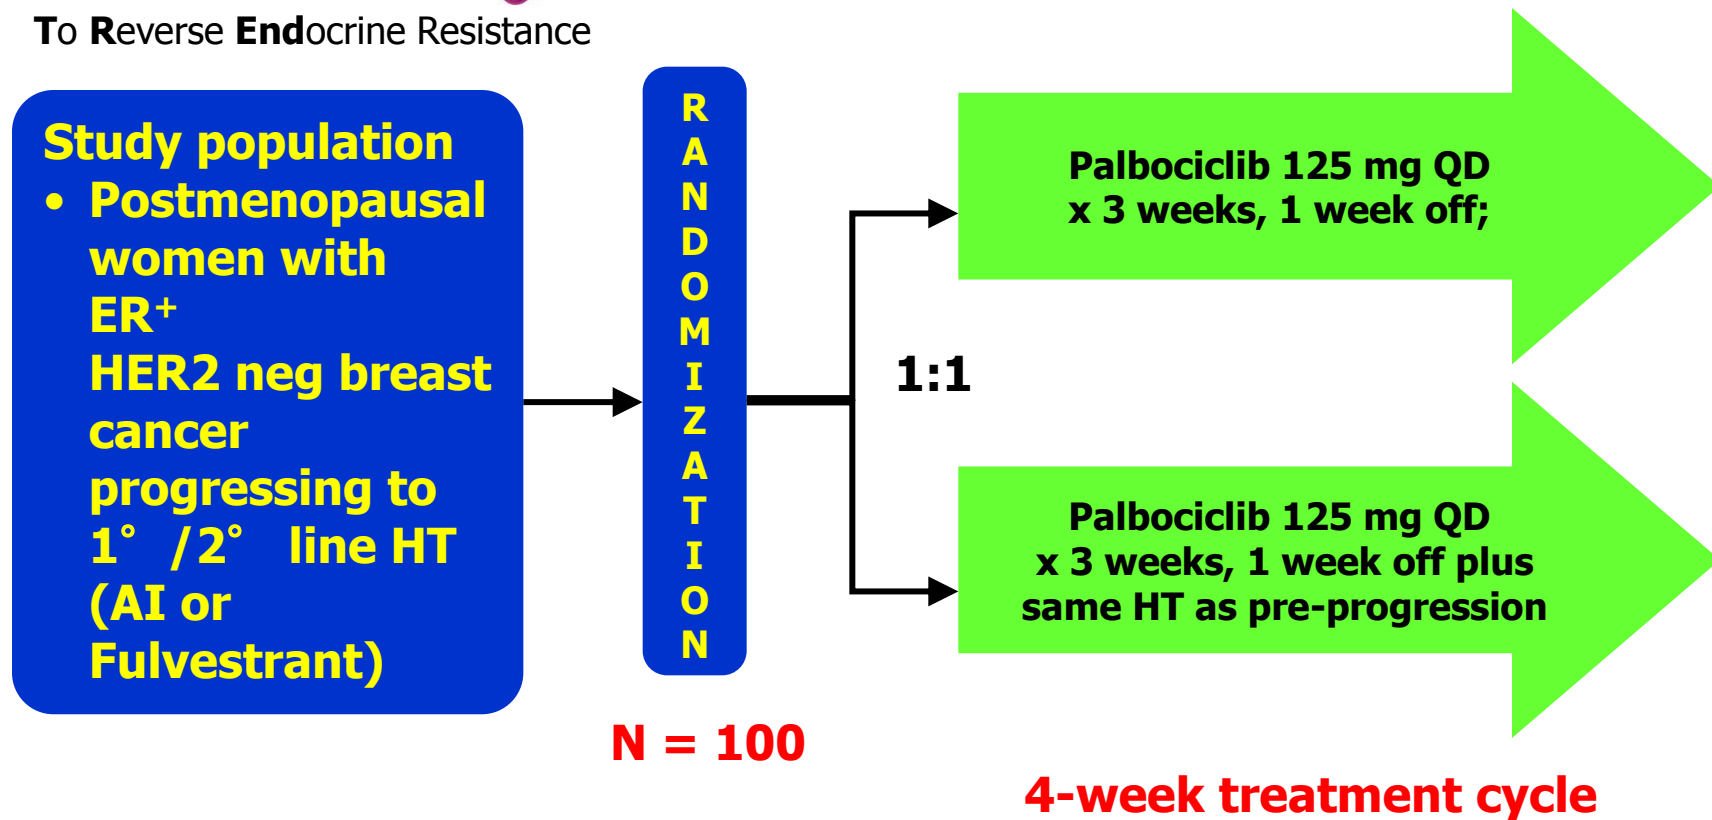 To Reverse Endocrine Resistance
Study population
• Postmenopausal
women with
ER⁺
HER2 neg breast
cancer
progressing to
1° /2° line HT
(AI or
Fulvestrant)
R
A
N
D
O
M
I
Z
A
T
I
O
N
N = 100
1:1
Palbociclib 125 mg QD
x 3 weeks, 1 week off;
Palbociclib 125 mg QD
x 3 weeks, 1 week off plus
same HT as pre-progression
4-week treatment cycle